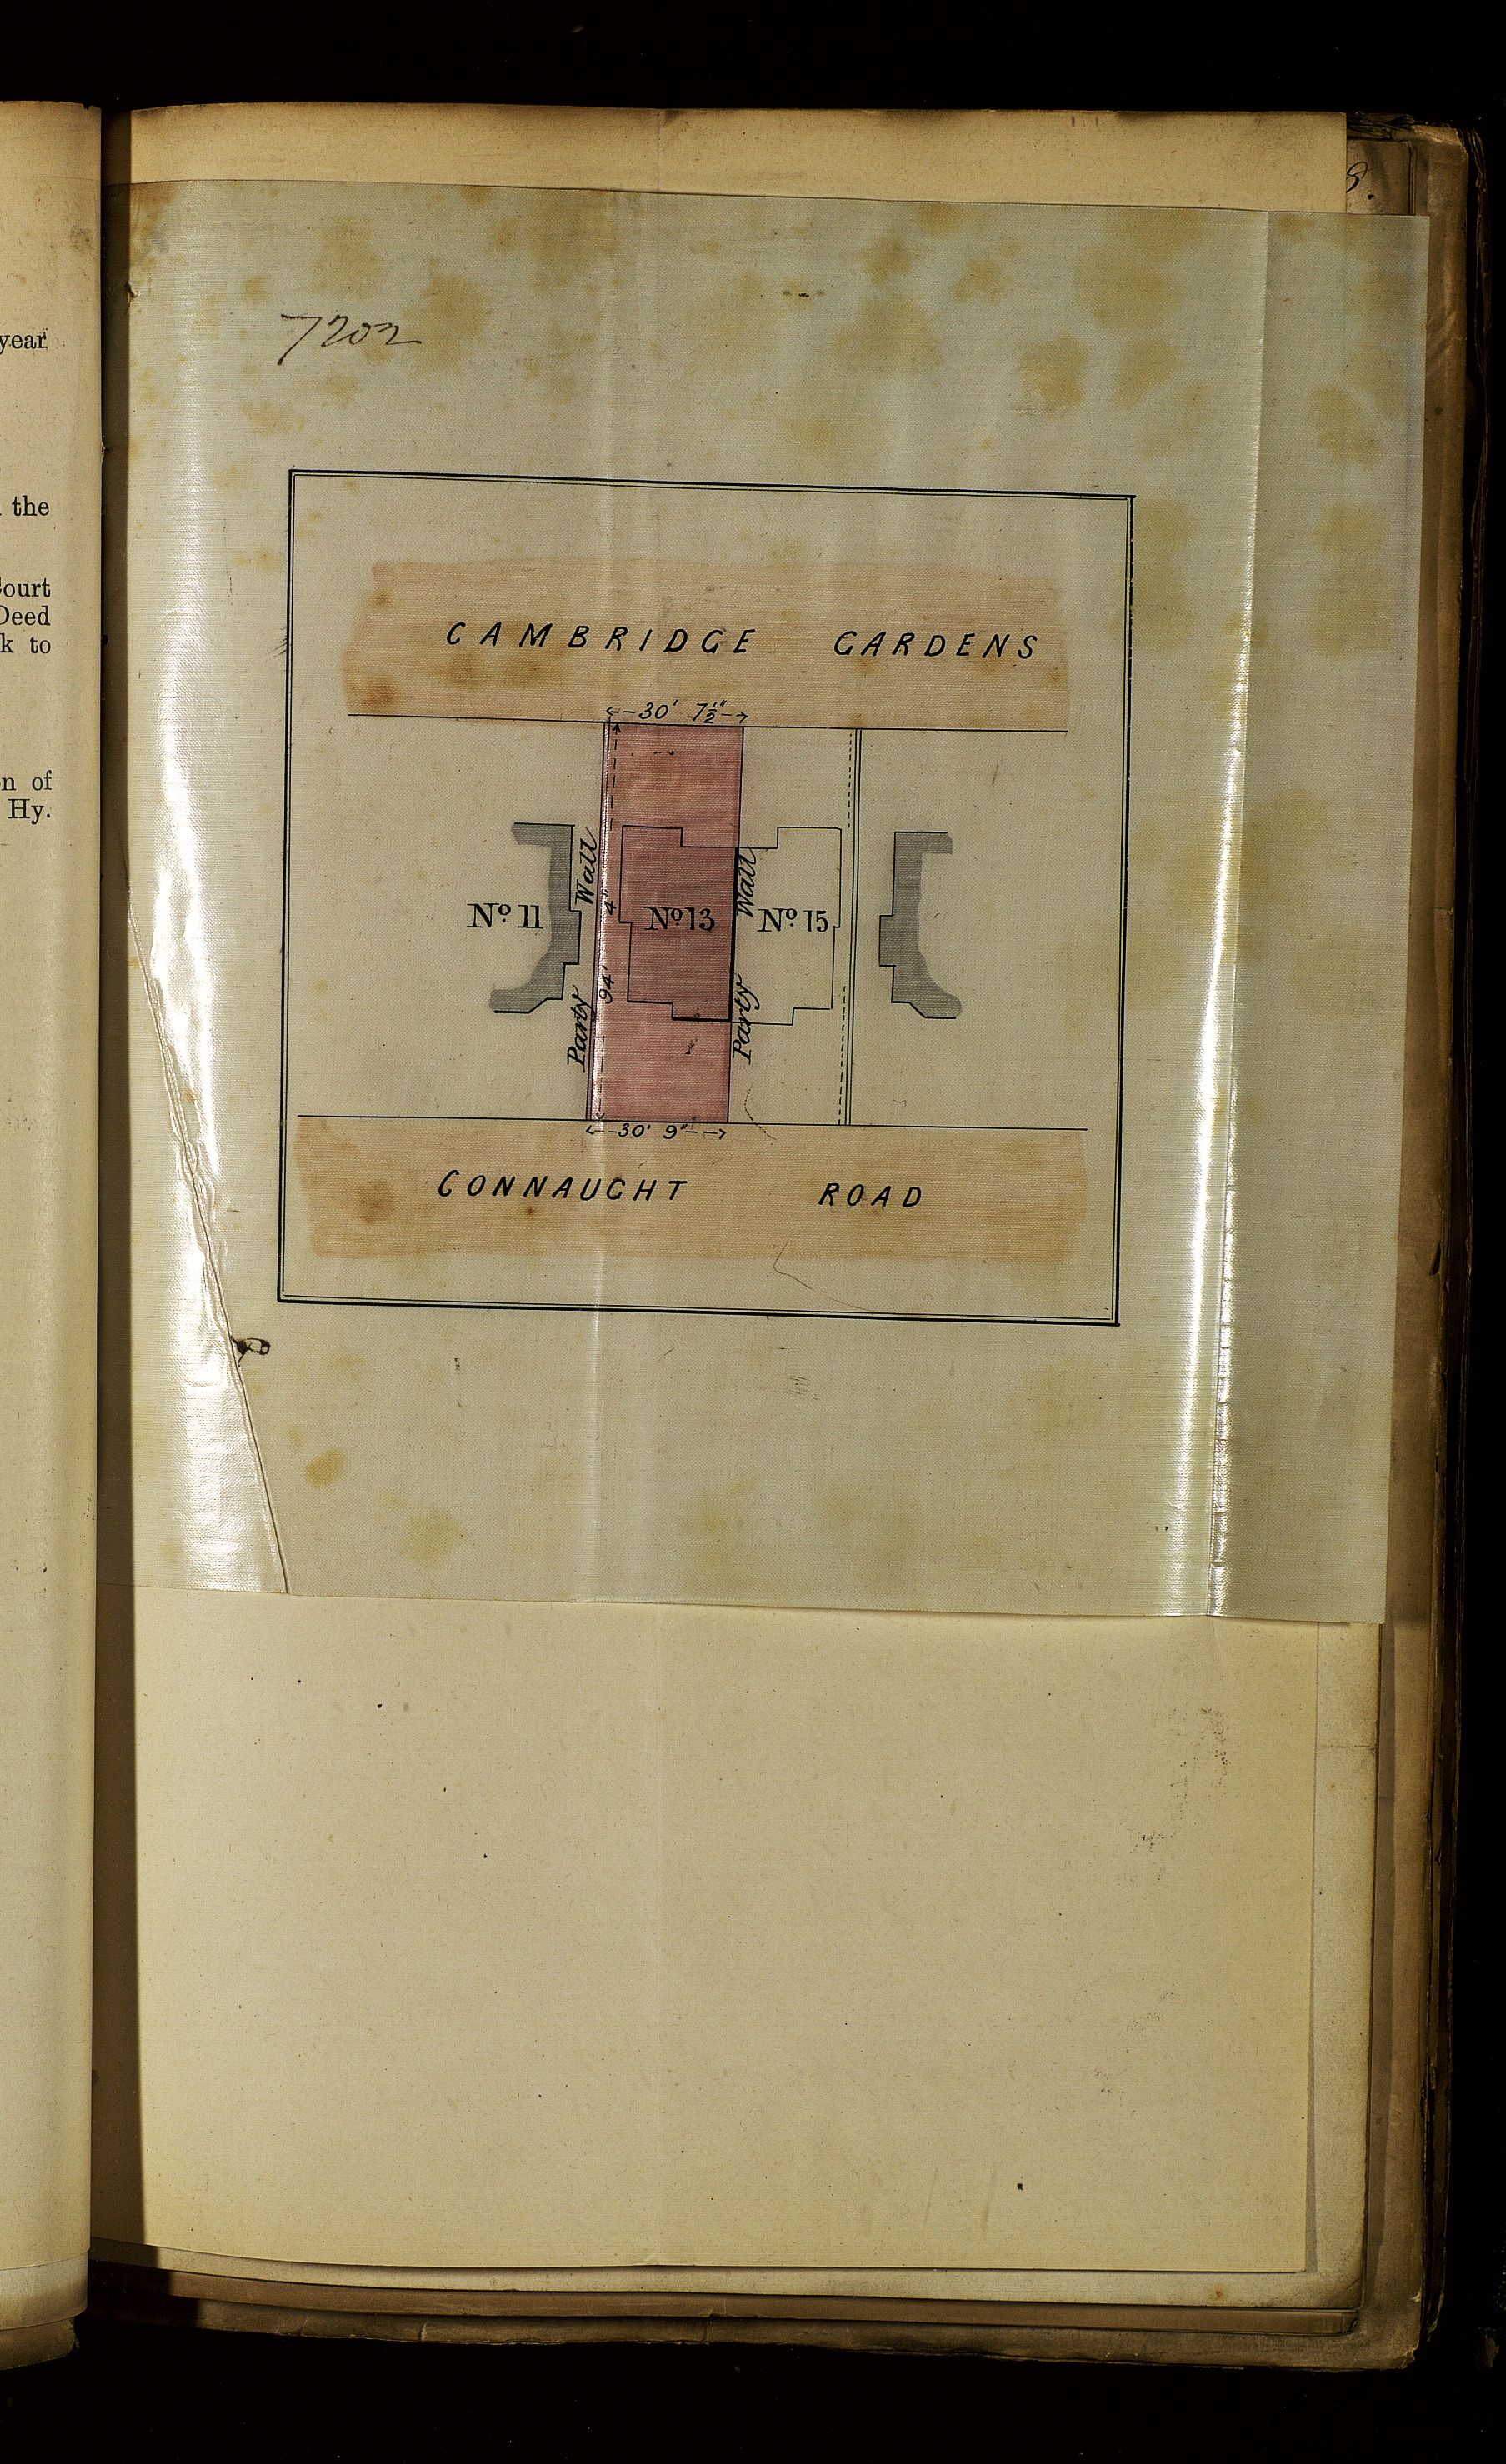 year
the
Court
Deed
k to
n of
Hy.
8.
7202
CAMBRIDGE GARDENS
30' 7½"
Party Wall
94' 4"
Party Wall
No 11
No 13
No 15
30' 9"
CONNAUGHT ROAD